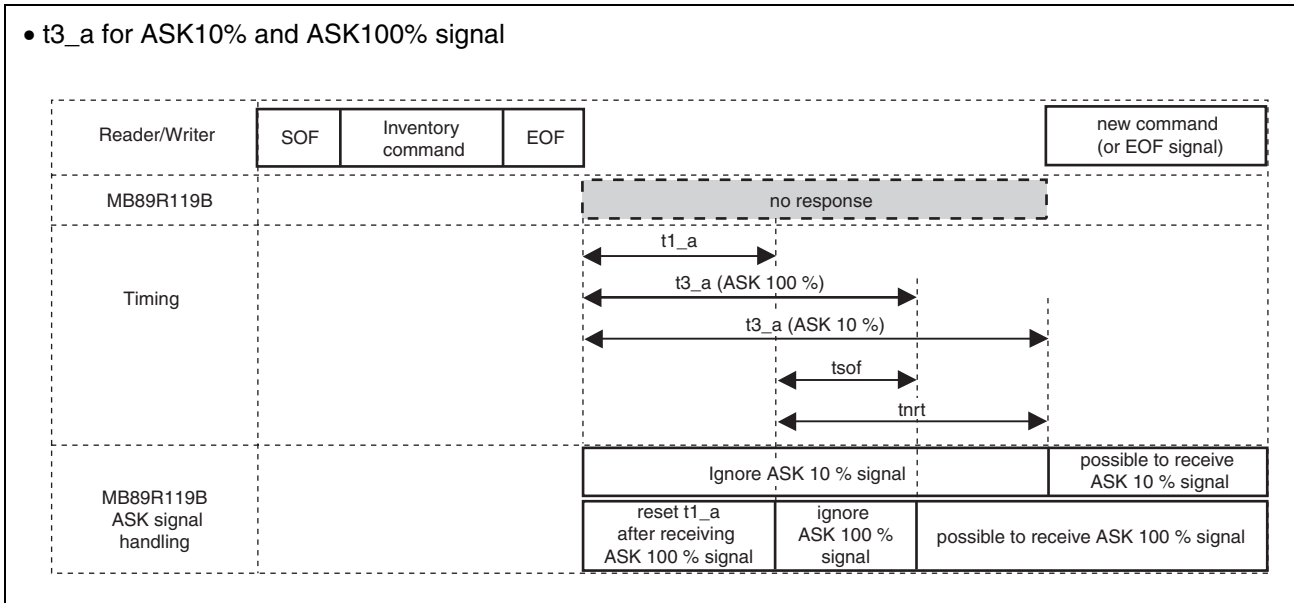 • t3_a for ASK10% and ASK100% signal
Reader/Writer
SOF
Inventory
command
EOF
new command
(or EOF signal)
MB89R119B
no response
Timing
t1_a
t3_a (ASK 100 %)
t3_a (ASK 10 %)
tsof
tnrt
MB89R119B
ASK signal
handling
Ignore ASK 10 % signal
possible to receive
ASK 10 % signal
reset t1_a
after receiving
ASK 100 % signal
ignore
ASK 100 %
signal
possible to receive ASK 100 % signal